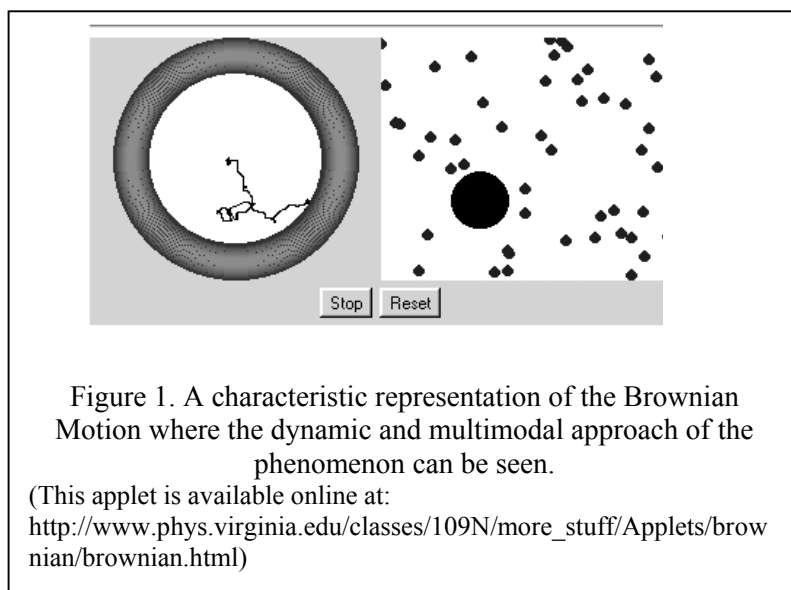 Stop Reset
Figure 1. A characteristic representation of the Brownian
Motion where the dynamic and multimodal approach of the
phenomenon can be seen.
(This applet is available online at:
http://www.phys.virginia.edu/classes/109N/more_stuff/Applets/brow
nian/brownian.html)